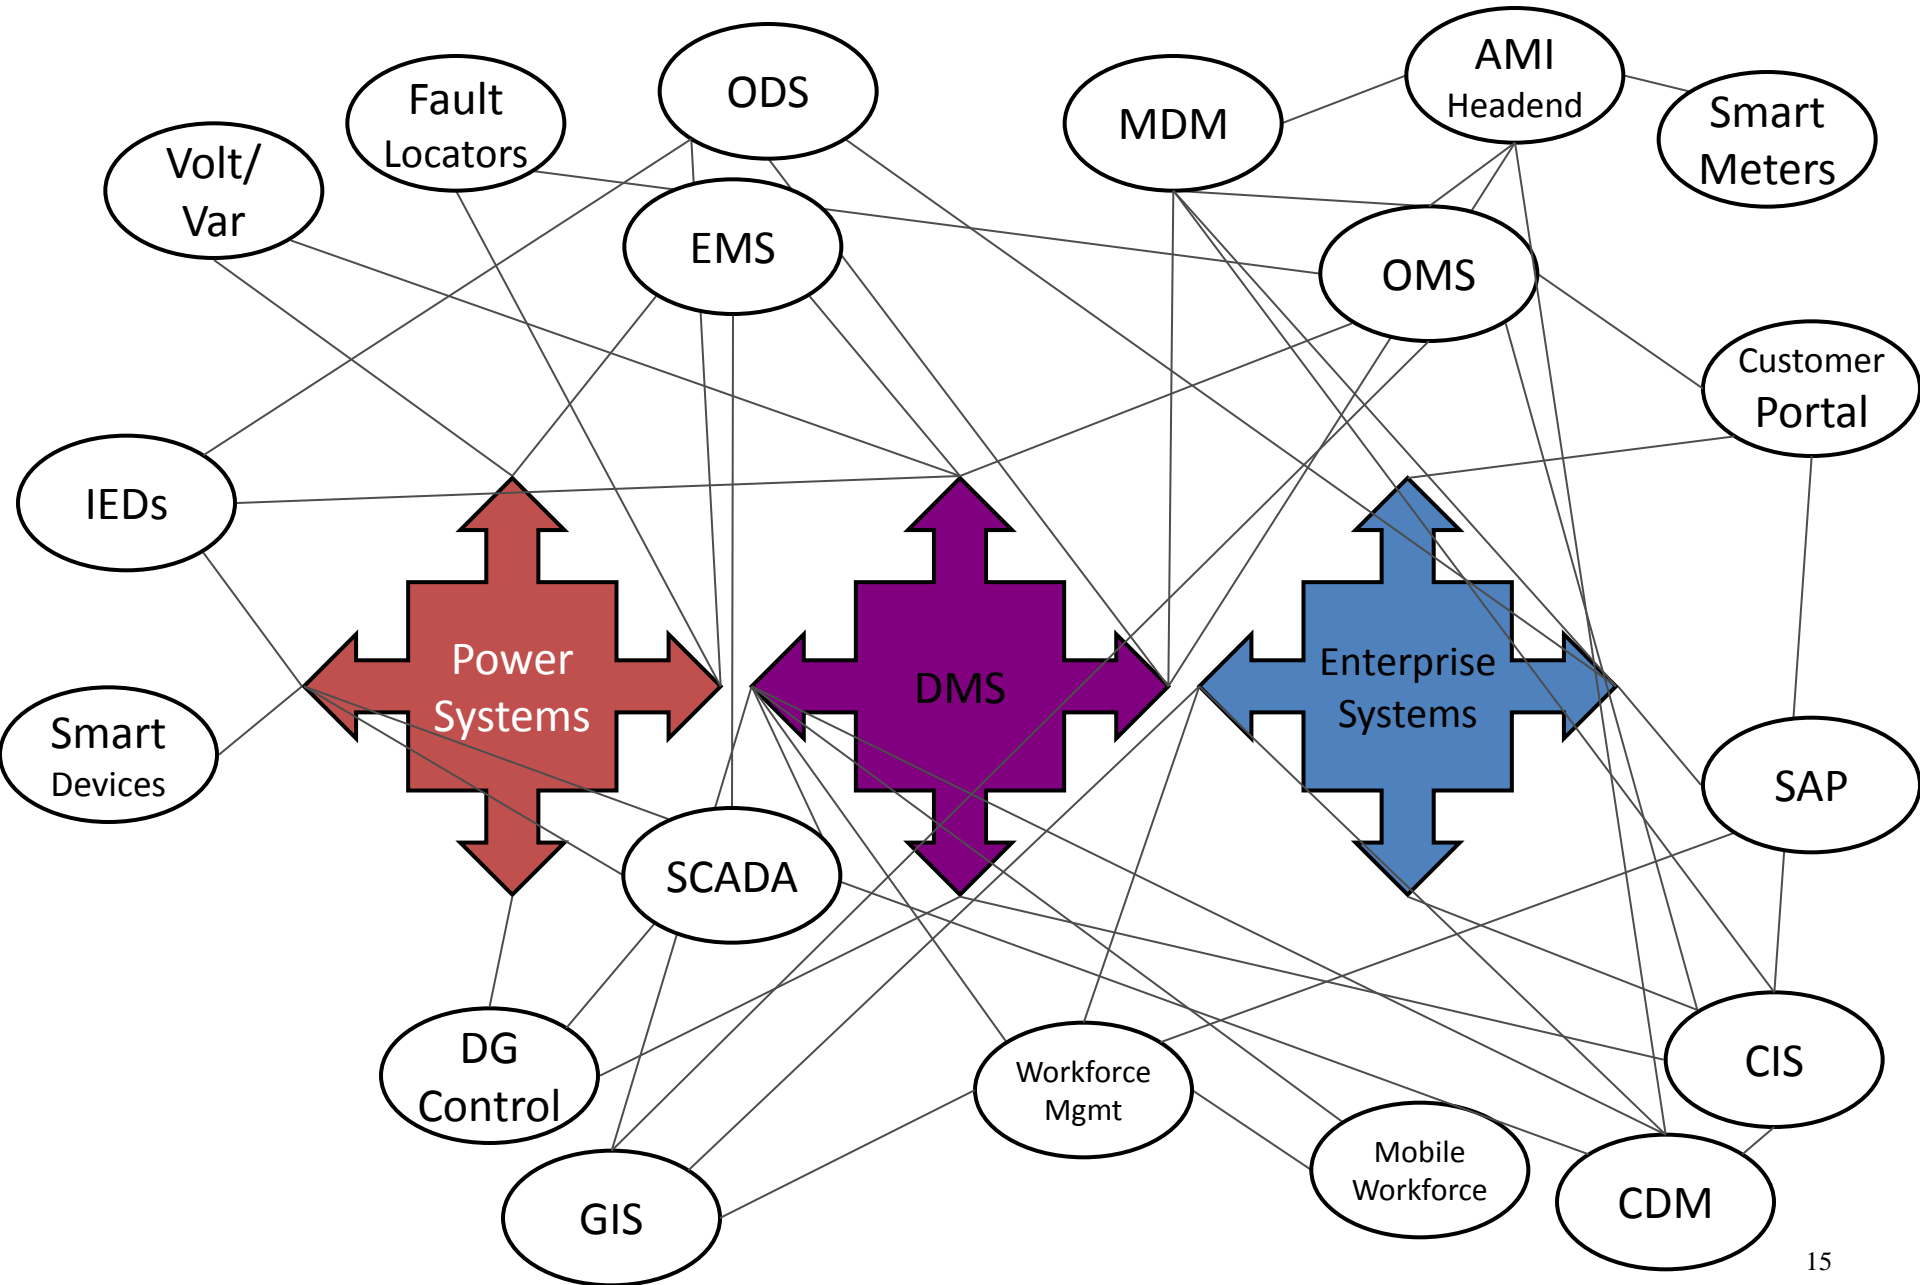 ODS
AMI
Headend
Fault
Locators
MDM
Smart
Meters
Volt/
Var
EMS
OMS
Customer
Portal
IEDs
Power
Systems
DMS
Enterprise
Systems
Smart
Devices
SAP
SCADA
DG
Control
Workforce
Mgmt
CIS
Mobile
Workforce
GIS
CDM
15